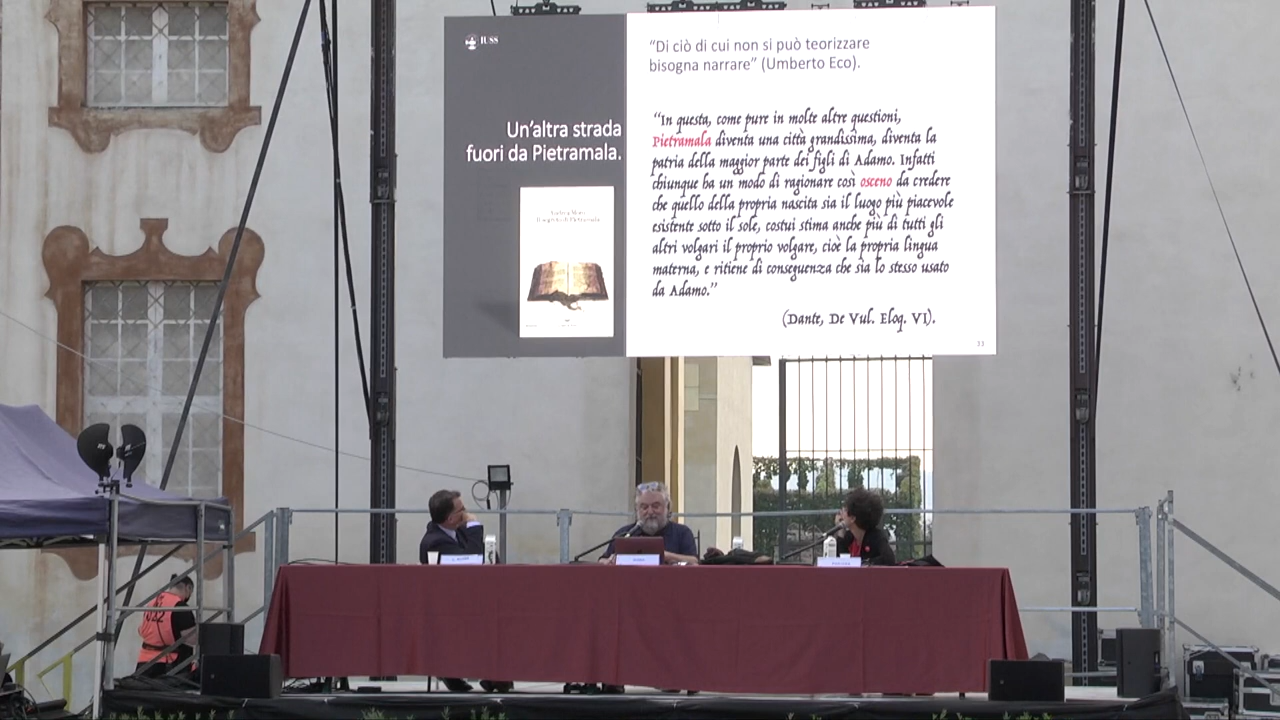 IUSS
Un'altra strada
fuori da Pietramala.
"Di ciò di cui non si può teorizzare
bisogna narrare" (Umberto Eco).
"In questa, come pure in molte altre questioni,
Pietramala diventa una città grandissima, diventa la
patria della maggior parte dei figli di Adamo. Infatti
chiunque ha un modo di ragionare così osceno da credere
che quello della propria nascita sia il luogo più piacevole
esistente sotto il sole, costui stima anche più di tutti gli
altri volgari il proprio volgare, cioè la propria lingua
materna, e ritiene di conseguenza che sia lo stesso usato
da Adamo."
(Dante, De Vul. Eloq. VI).
33